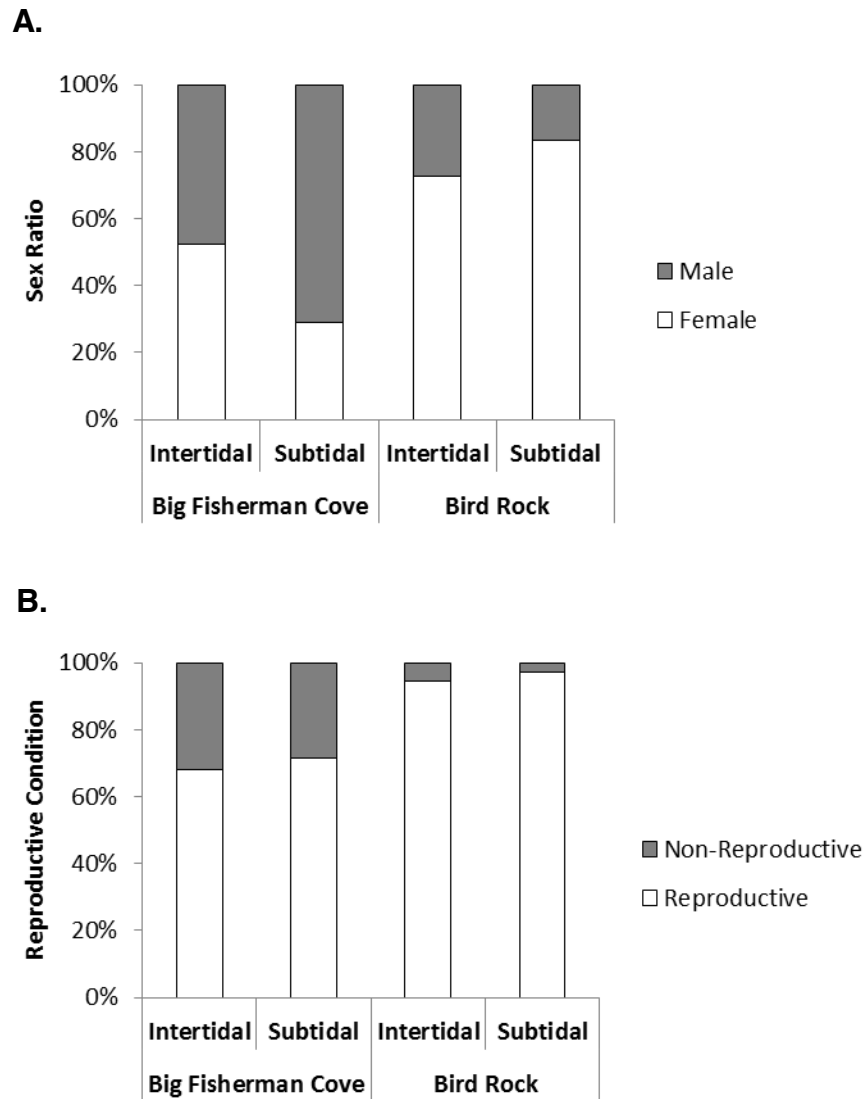 A.
Sex Ratio
100%
80%
60%
40%
20%
0%
Intertidal Subtidal Intertidal Subtidal
Big Fisherman Cove Bird Rock
Male
Female
B.
Reproductive Condition
100%
80%
60%
40%
20%
0%
Intertidal Subtidal Intertidal Subtidal
Big Fisherman Cove Bird Rock
Non-Reproductive
Reproductive